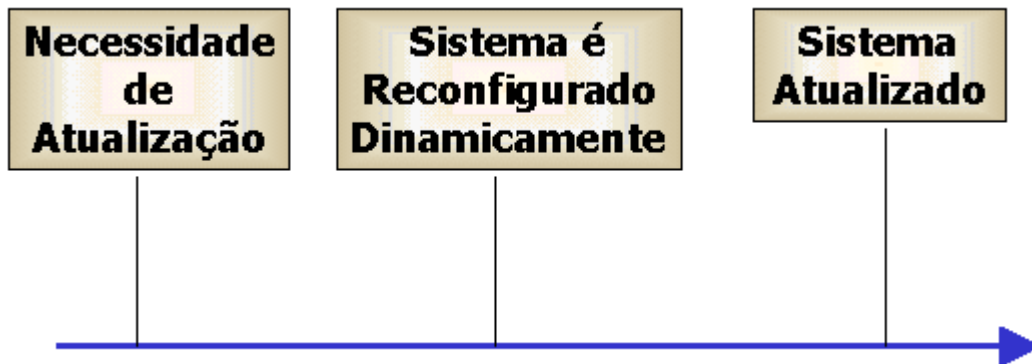 Necessidade
de
Atualização
Sistema é
Reconfigurado
Dinamicamente
Sistema
Atualizado